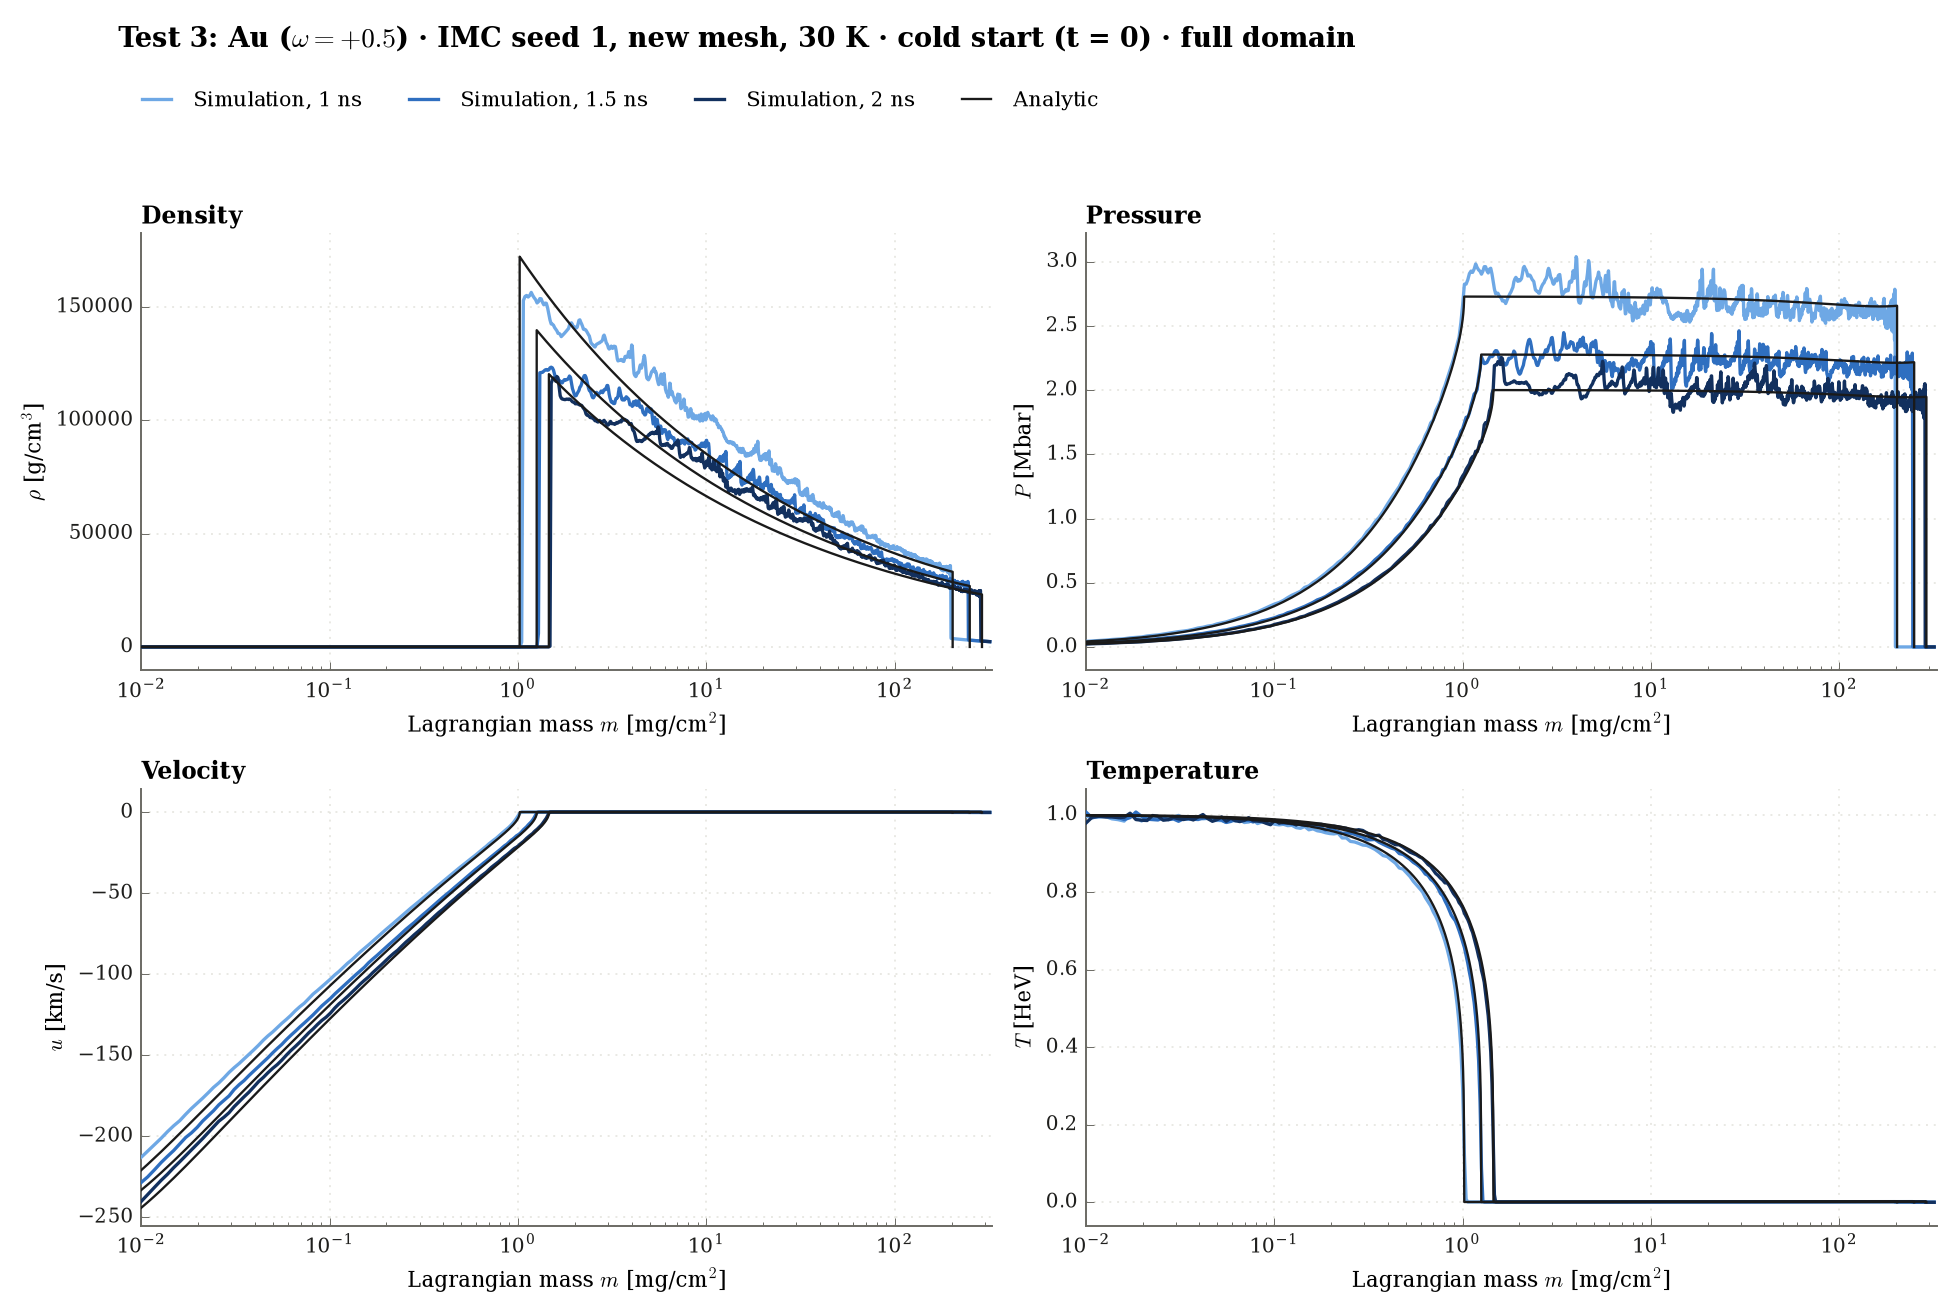 Test 3: Au (ω = +0.5) · IMC seed 1, new mesh, 30 K · cold start (t = 0) · full domain
Simulation, 1 ns Simulation, 1.5 ns Simulation, 2 ns Analytic
Density
ρ [g/cm³]
150000
100000
50000
0
10⁻² 10⁻¹ 10⁰ 10¹ 10²
Lagrangian mass m [mg/cm²]
Pressure
P [Mbar]
3.0
2.5
2.0
1.5
1.0
0.5
0.0
10⁻² 10⁻¹ 10⁰ 10¹ 10²
Lagrangian mass m [mg/cm²]
Velocity
u [km/s]
0
−50
−100
−150
−200
−250
10⁻² 10⁻¹ 10⁰ 10¹ 10²
Lagrangian mass m [mg/cm²]
Temperature
T [HeV]
1.0
0.8
0.6
0.4
0.2
0.0
10⁻² 10⁻¹ 10⁰ 10¹ 10²
Lagrangian mass m [mg/cm²]